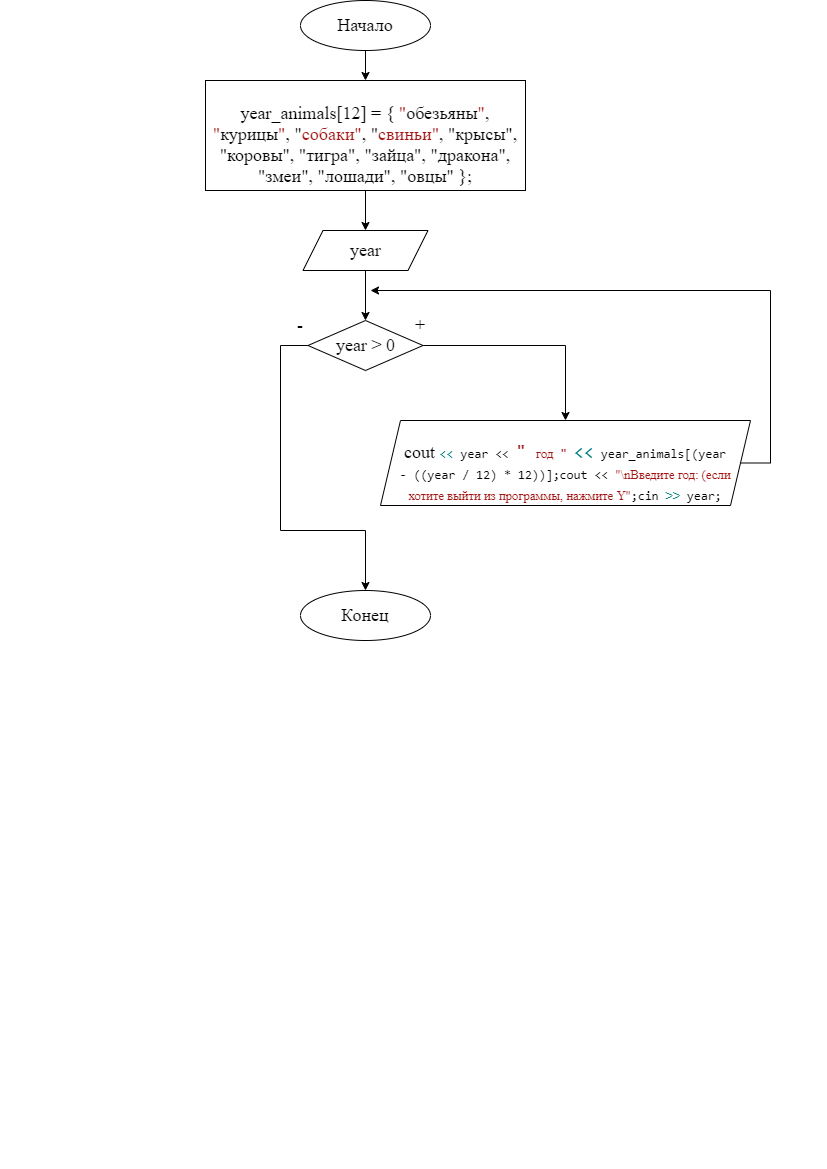 Начало
year_animals[12] = { "обезьяны",
"курицы", "собаки", "свиньи", "крысы",
"коровы", "тигра", "зайца", "дракона",
"змеи", "лошади", "овцы" };
year
- +
year > 0
cout << year << " год " << year_animals[(year
- ((year / 12) * 12))];cout << "\nВведите год: (если
хотите выйти из программы, нажмите Y";cin >> year;
Конец